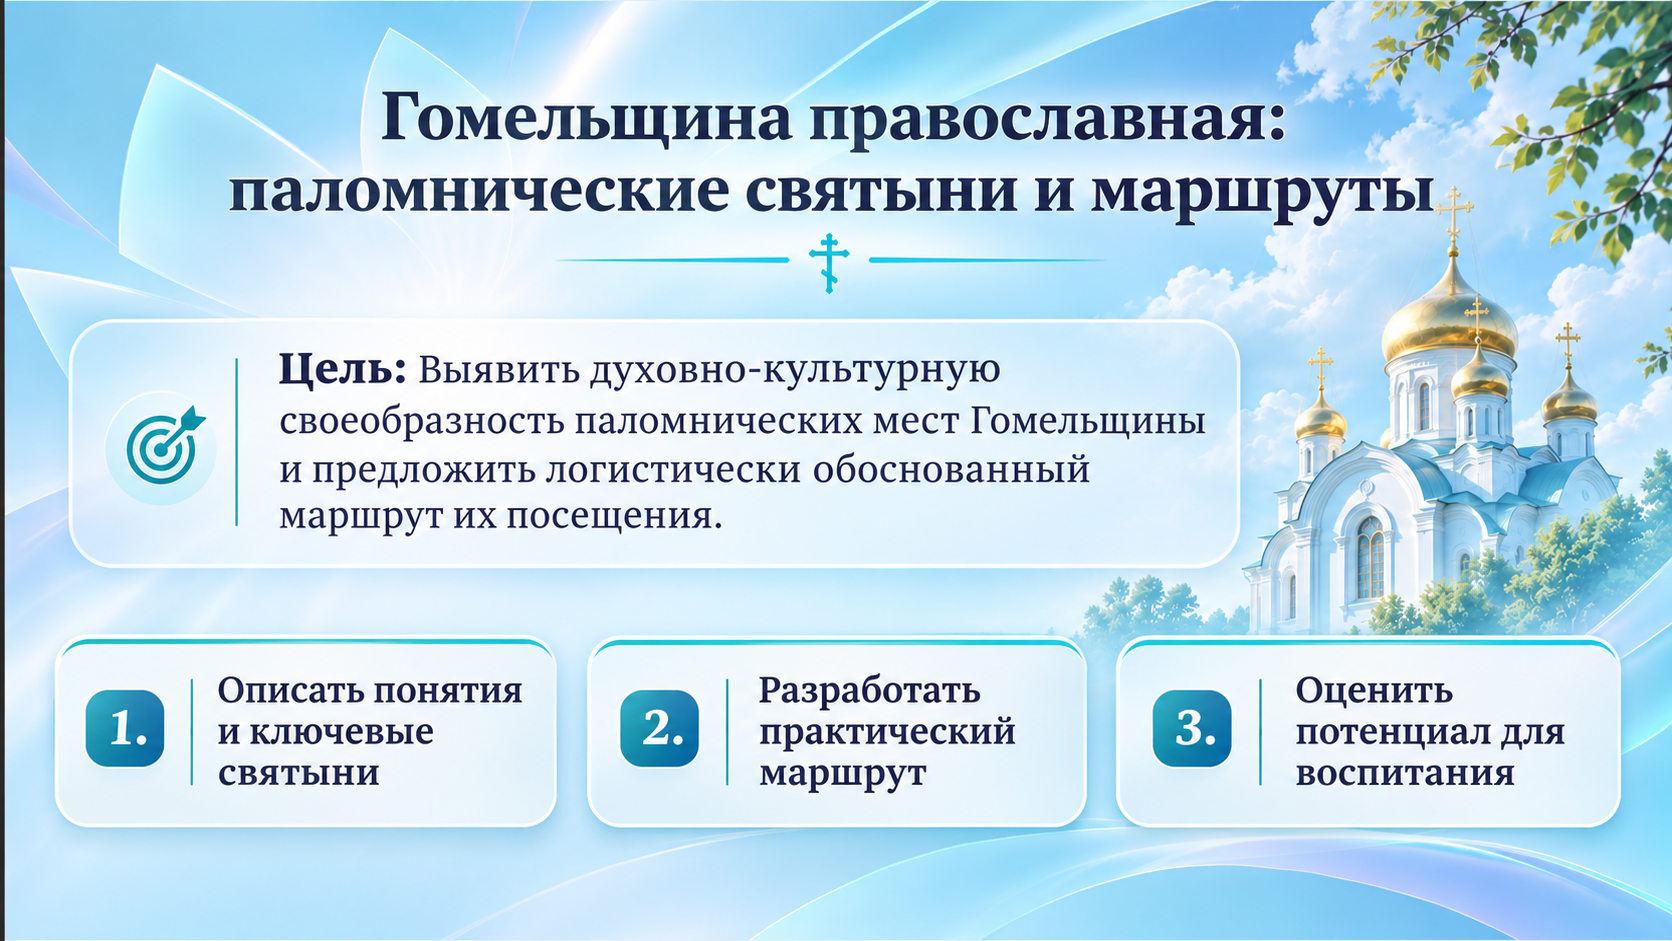 Гомельщина православная:
паломнические святыни и маршруты
Цель: Выявить духовно-культурную
своеобразность паломнических мест Гомельщины
и предложить логистически обоснованный
маршрут их посещения.
1.
Описать понятия
и ключевые
святыни
2.
Разработать
практический
маршрут
3.
Оценить
потенциал для
воспитания